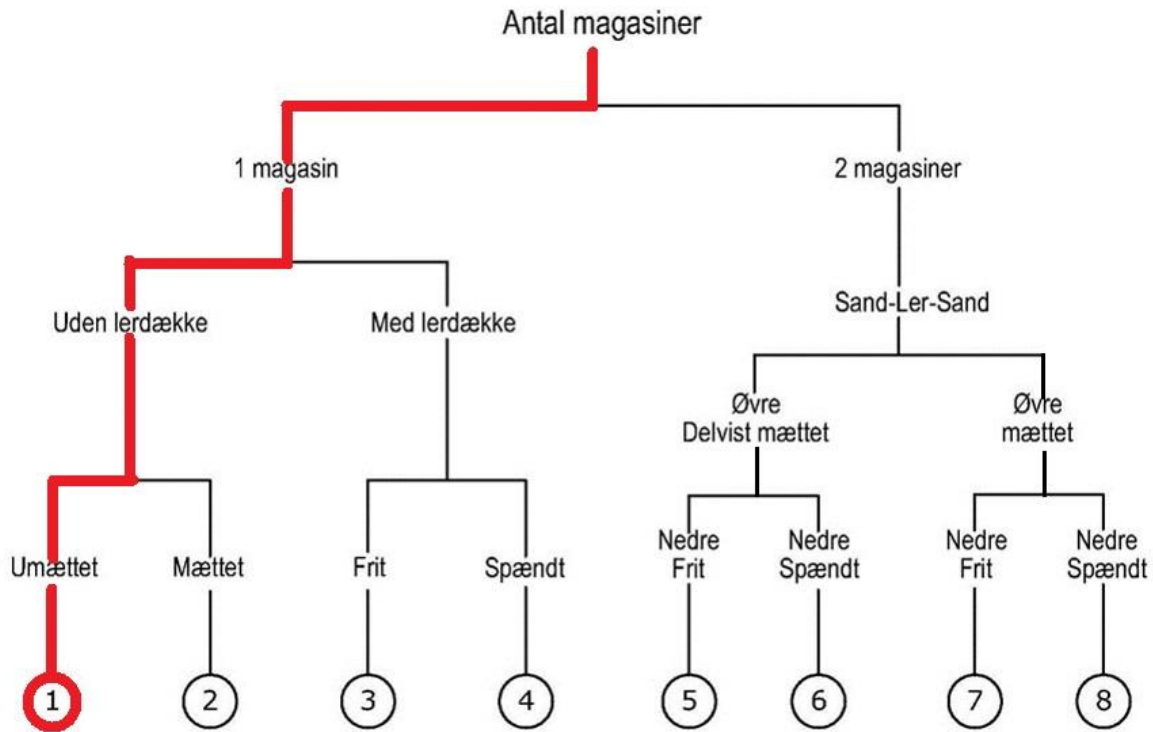 Antal magasiner
1 magasin
2 magasiner
Sand-Ler-Sand
Uden lerdække
Med lerdække
Øvre
Delvist mættet
Øvre
mættet
Umættet
Mættet
Frit
Spændt
Nedre
Frit
Nedre
Spændt
Nedre
Frit
Nedre
Spændt
1
2
3
4
5
6
7
8